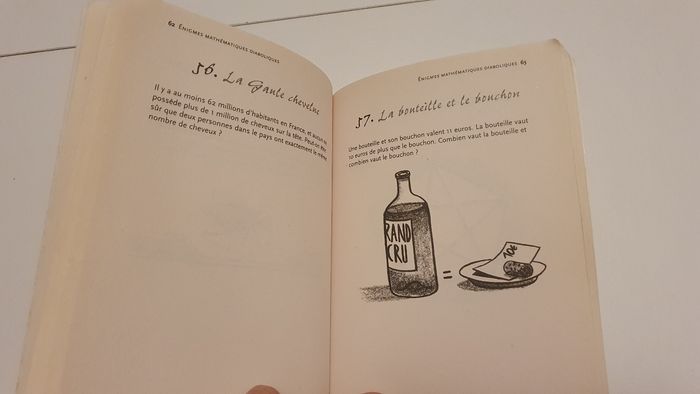 62 ÉNIGMES MATHÉMATIQUES DIABOLIQUES
56. La Gaule chevelue
Il y a au moins 62 millions d'habitants en France, et aucun ne
possède plus de 1 million de cheveux sur la tête. Peut-on être
sûr que deux personnes dans le pays ont exactement le même
nombre de cheveux ?
ÉNIGMES MATHÉMATIQUES DIABOLIQUES 63
57. La bouteille et le bouchon
Une bouteille et son bouchon valent 11 euros. La bouteille vaut
10 euros de plus que le bouchon. Combien vaut la bouteille et
combien vaut le bouchon ?
RAND
CRU
=
10€